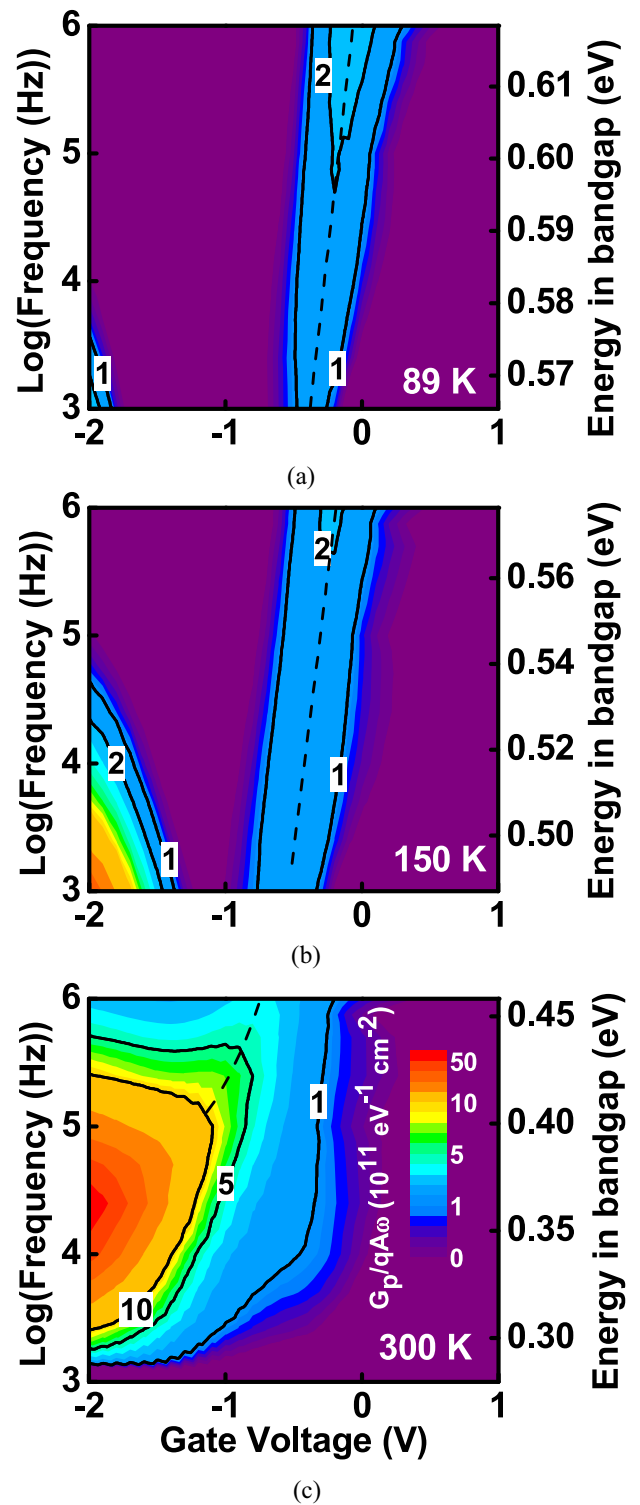 6
5
4
3
Log(Frequency (Hz))
2
1
1
89 K
0.61
0.60
0.59
0.58
0.57
Energy in bandgap (eV)
-2 -1 0 1
(a)
6
5
4
3
Log(Frequency (Hz))
2
2
1
1
150 K
0.56
0.54
0.52
0.50
Energy in bandgap (eV)
-2 -1 0 1
(b)
6
5
4
3
Log(Frequency (Hz))
1
5
10
Gp/qAω (10^11 eV^-1 cm^-2)
50
10
5
1
0
300 K
0.45
0.40
0.35
0.30
Energy in bandgap (eV)
-2 -1 0 1
Gate Voltage (V)
(c)